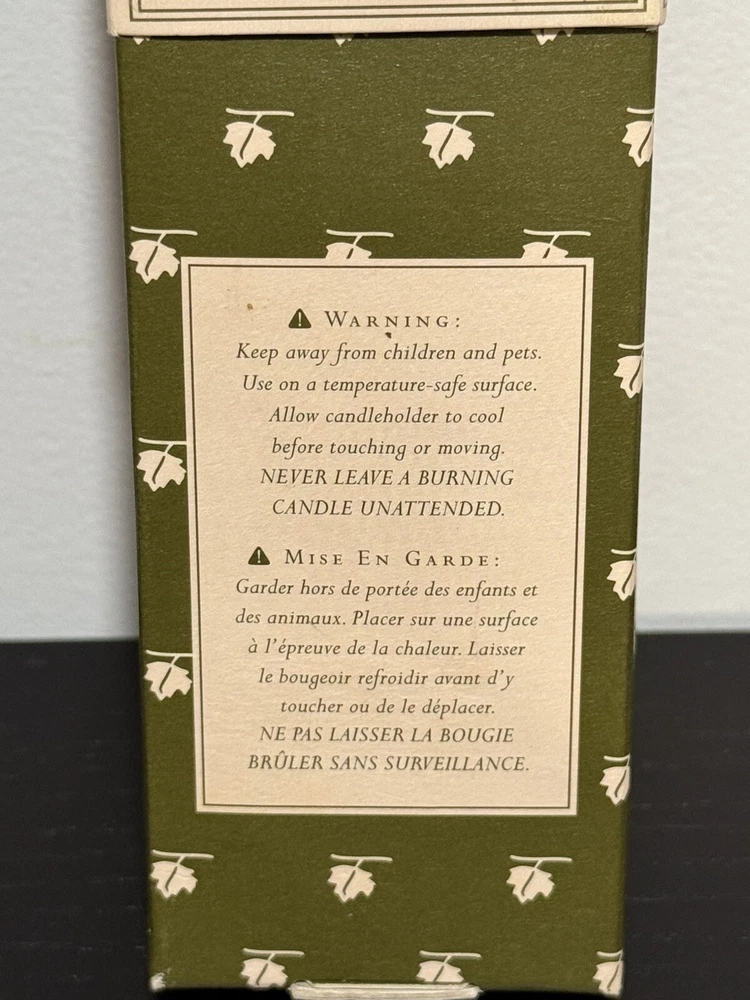 WARNING:
Keep away from children and pets.
Use on a temperature-safe surface.
Allow candleholder to cool
before touching or moving.
NEVER LEAVE A BURNING
CANDLE UNATTENDED.
MISE EN GARDE:
Garder hors de portée des enfants et
des animaux. Placer sur une surface
à l'épreuve de la chaleur. Laisser
le bougeoir refroidir avant d'y
toucher ou de le déplacer.
NE PAS LAISSER LA BOUGIE
BRÛLER SANS SURVEILLANCE.